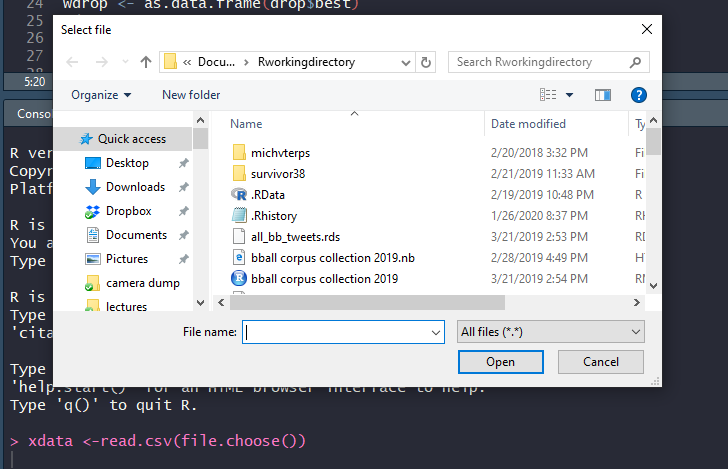 24 wdrop <- as.data.frame(drop$best)
25
Select file
26
« Docu... > Rworkingdirectory
Search Rworkingdirectory
27
28
5:20
Organize
New folder
Conso
Name
Date modified
Ty
Quick access
Desktop
Downloads
Dropbox
Documents
Pictures
camera dump
lectures
michvterps 2/20/2018 3:32 PM Fi
survivor38 2/21/2019 11:33 AM Fi
.RData 2/19/2019 10:48 PM R
.Rhistory 1/26/2020 8:37 PM RH
all_bb_tweets.rds 3/21/2019 2:53 PM RD
bball corpus collection 2019.nb 2/28/2019 4:49 PM HT
bball corpus collection 2019 3/21/2019 2:54 PM RM
File name:
All files (*.*)
Open
Cancel
R ver
Copyr
Platf
R is
You a
Type
R is
Type
'cita
Type
'help.start()' for an HTML browser interface to help.
Type 'q()' to quit R.
> xdata <-read.csv(file.choose())